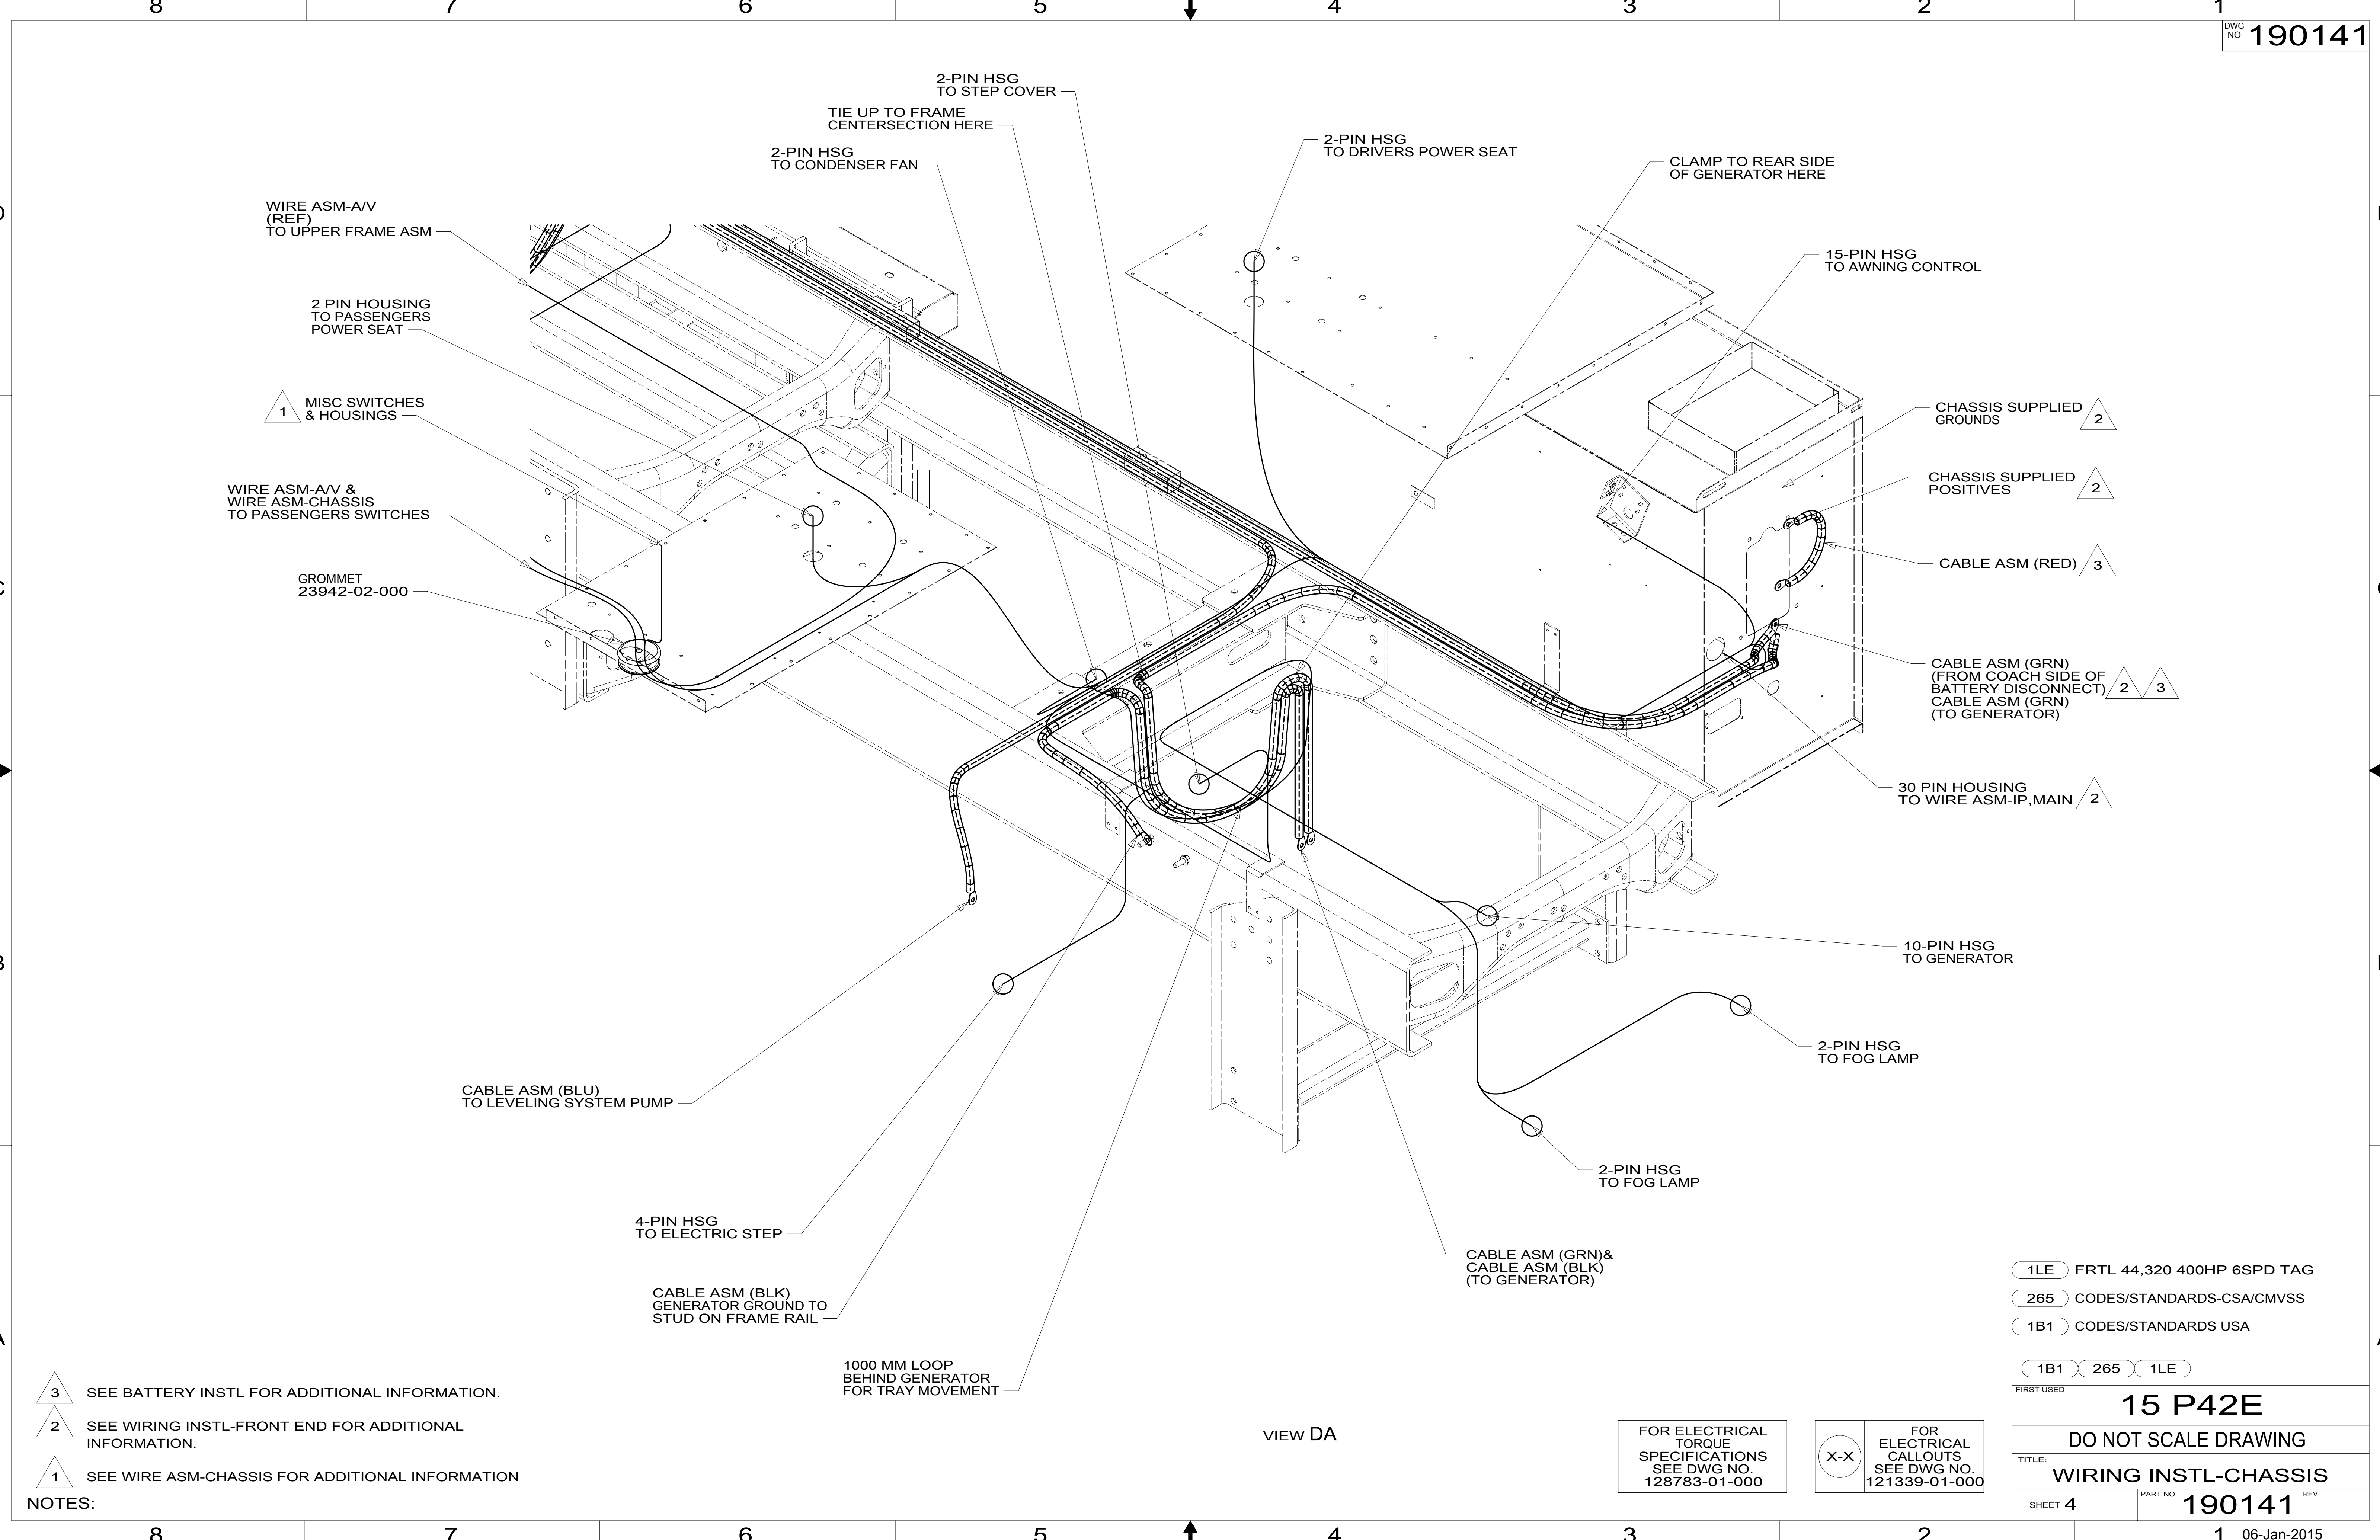 8 7 6 5 4 3 2 1
DWG
NO 190141
2-PIN HSG
TO STEP COVER
TIE UP TO FRAME
CENTERSECTION HERE
2-PIN HSG
TO CONDENSER FAN
2-PIN HSG
TO DRIVERS POWER SEAT
CLAMP TO REAR SIDE
OF GENERATOR HERE
WIRE ASM-A/V
(REF)
TO UPPER FRAME ASM
15-PIN HSG
TO AWNING CONTROL
2 PIN HOUSING
TO PASSENGERS
POWER SEAT
1 MISC SWITCHES
& HOUSINGS
CHASSIS SUPPLIED
GROUNDS 2
CHASSIS SUPPLIED
POSITIVES 2
WIRE ASM-A/V &
WIRE ASM-CHASSIS
TO PASSENGERS SWITCHES
CABLE ASM (RED) 3
GROMMET
23942-02-000
CABLE ASM (GRN)
(FROM COACH SIDE OF
BATTERY DISCONNECT) 2 3
CABLE ASM (GRN)
(TO GENERATOR)
30 PIN HOUSING
TO WIRE ASM-IP,MAIN 2
10-PIN HSG
TO GENERATOR
2-PIN HSG
TO FOG LAMP
CABLE ASM (BLU)
TO LEVELING SYSTEM PUMP
2-PIN HSG
TO FOG LAMP
4-PIN HSG
TO ELECTRIC STEP
CABLE ASM (GRN)&
CABLE ASM (BLK)
(TO GENERATOR)
CABLE ASM (BLK)
GENERATOR GROUND TO
STUD ON FRAME RAIL
1000 MM LOOP
BEHIND GENERATOR
FOR TRAY MOVEMENT
1LE FRTL 44,320 400HP 6SPD TAG
265 CODES/STANDARDS-CSA/CMVSS
1B1 CODES/STANDARDS USA
1B1 265 1LE
3 SEE BATTERY INSTL FOR ADDITIONAL INFORMATION.
2 SEE WIRING INSTL-FRONT END FOR ADDITIONAL
INFORMATION.
1 SEE WIRE ASM-CHASSIS FOR ADDITIONAL INFORMATION
NOTES:
VIEW DA
FOR ELECTRICAL
TORQUE
SPECIFICATIONS
SEE DWG NO.
128783-01-000
X-X
FOR
ELECTRICAL
CALLOUTS
SEE DWG NO.
121339-01-000
FIRST USED
15 P42E
DO NOT SCALE DRAWING
TITLE:
WIRING INSTL-CHASSIS
SHEET 4
PART NO 190141
REV
8 7 6 5 4 3 2 1
06-Jan-2015